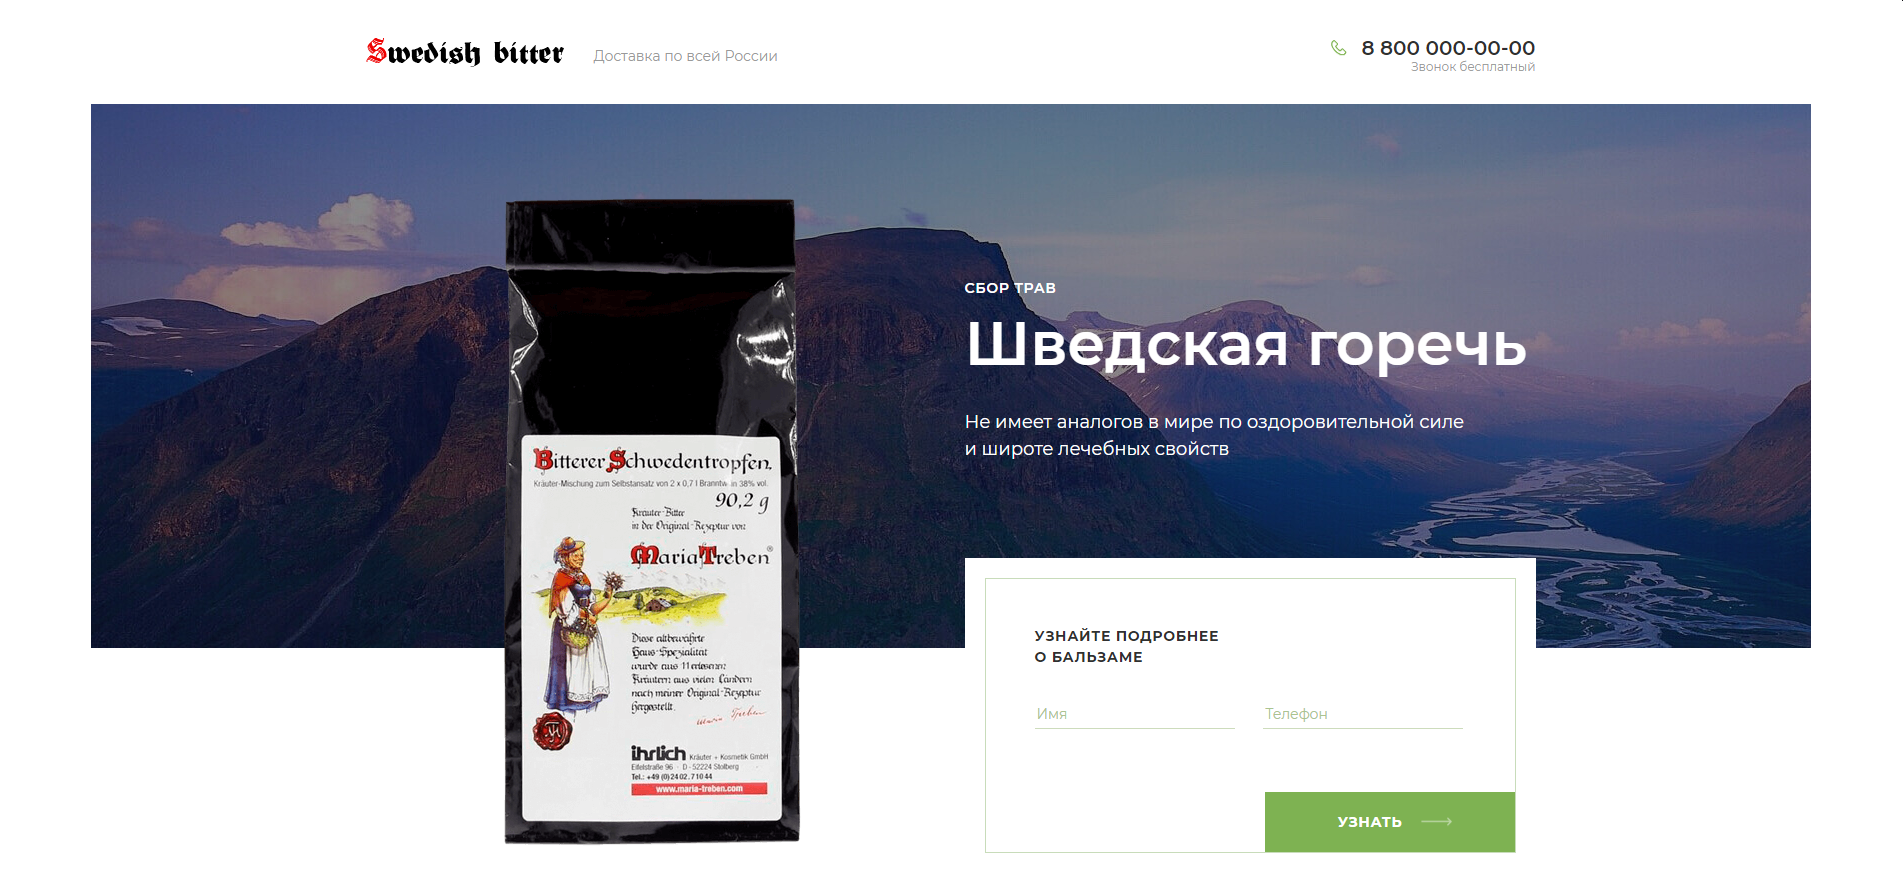 Swedish bitter
Доставка по всей России
8 800 000-00-00
Звонок бесплатный
СБОР ТРАВ
Шведская горечь
Не имеет аналогов в мире по оздоровительной силе
и широте лечебных свойств
Bitterer Schwedentropfen.
Kräuter-Mischung zum Selbstansatz von 2 x 0,7 l Branntw. in 38% vol.
90,2 g
Kräuter-Bitter
in der Original-Rezeptur von
Maria Treben®
Diese altbewährte
Haus-Spezialität
wurde aus 11 erlesenen
Kräutern aus vielen Ländern
nach meiner Original-Rezeptur
hergestellt.
Maria Treben
ihrlich Kräuter + Kosmetik GmbH
Eifelstraße 96 · D - 52224 Stolberg
Tel.: +49 (0)24 02. 7 10 44
www.maria-treben.com
УЗНАЙТЕ ПОДРОБНЕЕ
О БАЛЬЗАМЕ
Имя
Телефон
УЗНАТЬ